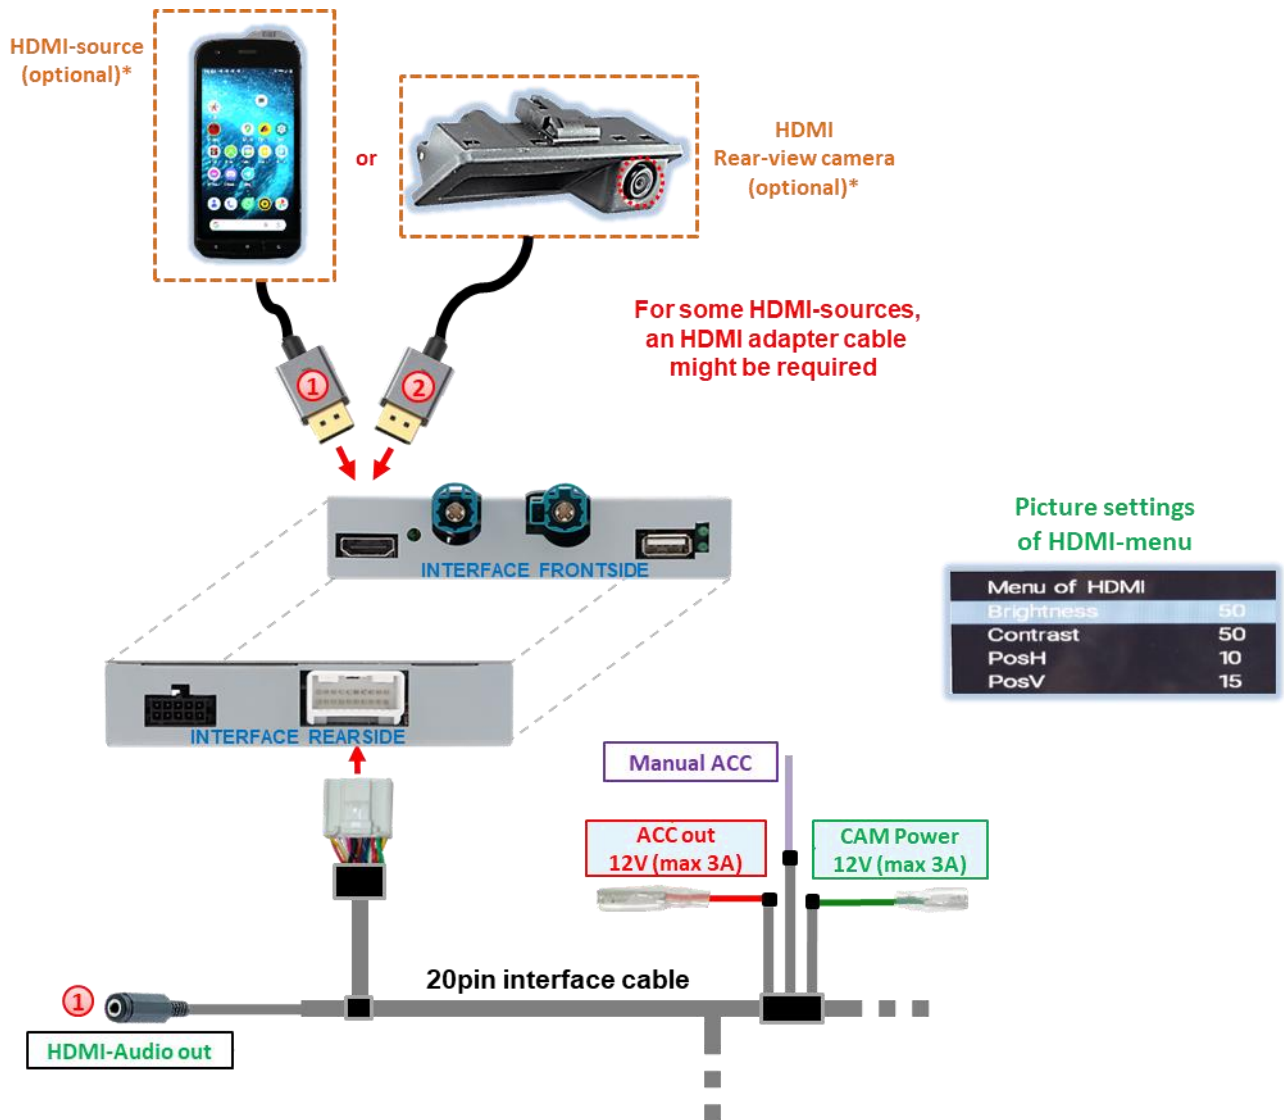 HDMI-source
(optional)*
or
HDMI
Rear-view camera
(optional)*
For some HDMI-sources,
an HDMI adapter cable
might be required
1
2
INTERFACE FRONTSIDE
Picture settings
of HDMI-menu
Menu of HDMI
Brightness 50
Contrast 50
PosH 10
PosV 15
INTERFACE REARSIDE
Manual ACC
ACC out
12V (max 3A)
CAM Power
12V (max 3A)
20pin interface cable
1
HDMI-Audio out